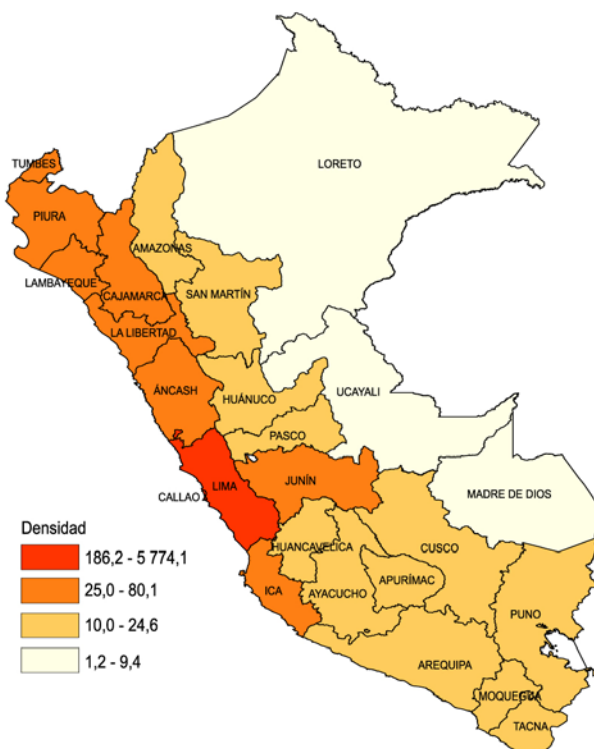 LORETO
TUMBES
PIURA
AMAZONAS
LAMBAYEQUE
CAJAMARCA
SAN MARTÍN
LA LIBERTAD
ÁNCASH
HUÁNUCO
UCAYALI
PASCO
LIMA
JUNÍN
CALLAO
MADRE DE DIOS
HUANCAVELICA
CUSCO
ICA
AYACUCHO
APURÍMAC
PUNO
AREQUIPA
MOQUEGUA
TACNA
Densidad
186,2 - 5 774,1
25,0 - 80,1
10,0 - 24,6
1,2 - 9,4